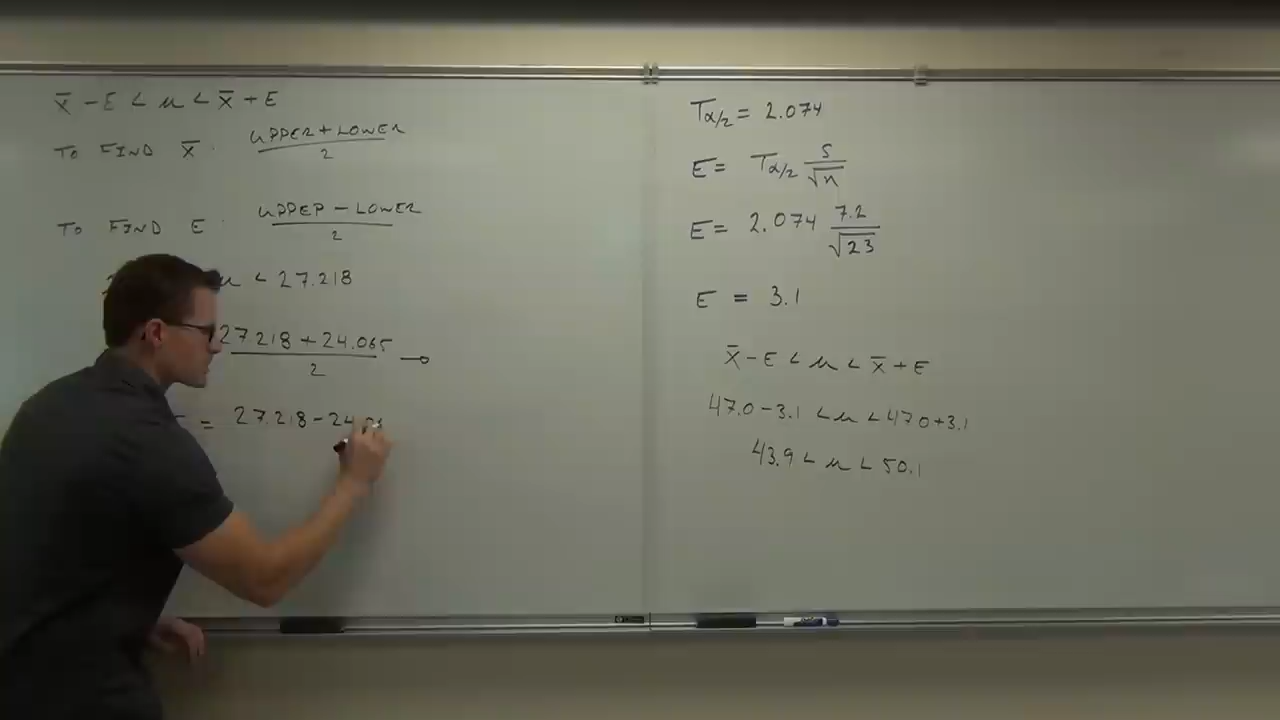 x̄ - E < μ < x̄ + E
TO FIND x̄: UPPER + LOWER / 2
TO FIND E: UPPER - LOWER / 2
μ < 27.218
27.218 + 24.065 / 2 →
= 27.218 - 24.0
Tα/2 = 2.074
E = Tα/2 S/√n
E = 2.074 7.2/√23
E = 3.1
x̄ - E < μ < x̄ + E
47.0 - 3.1 < μ < 47.0 + 3.1
43.9 < μ < 50.1